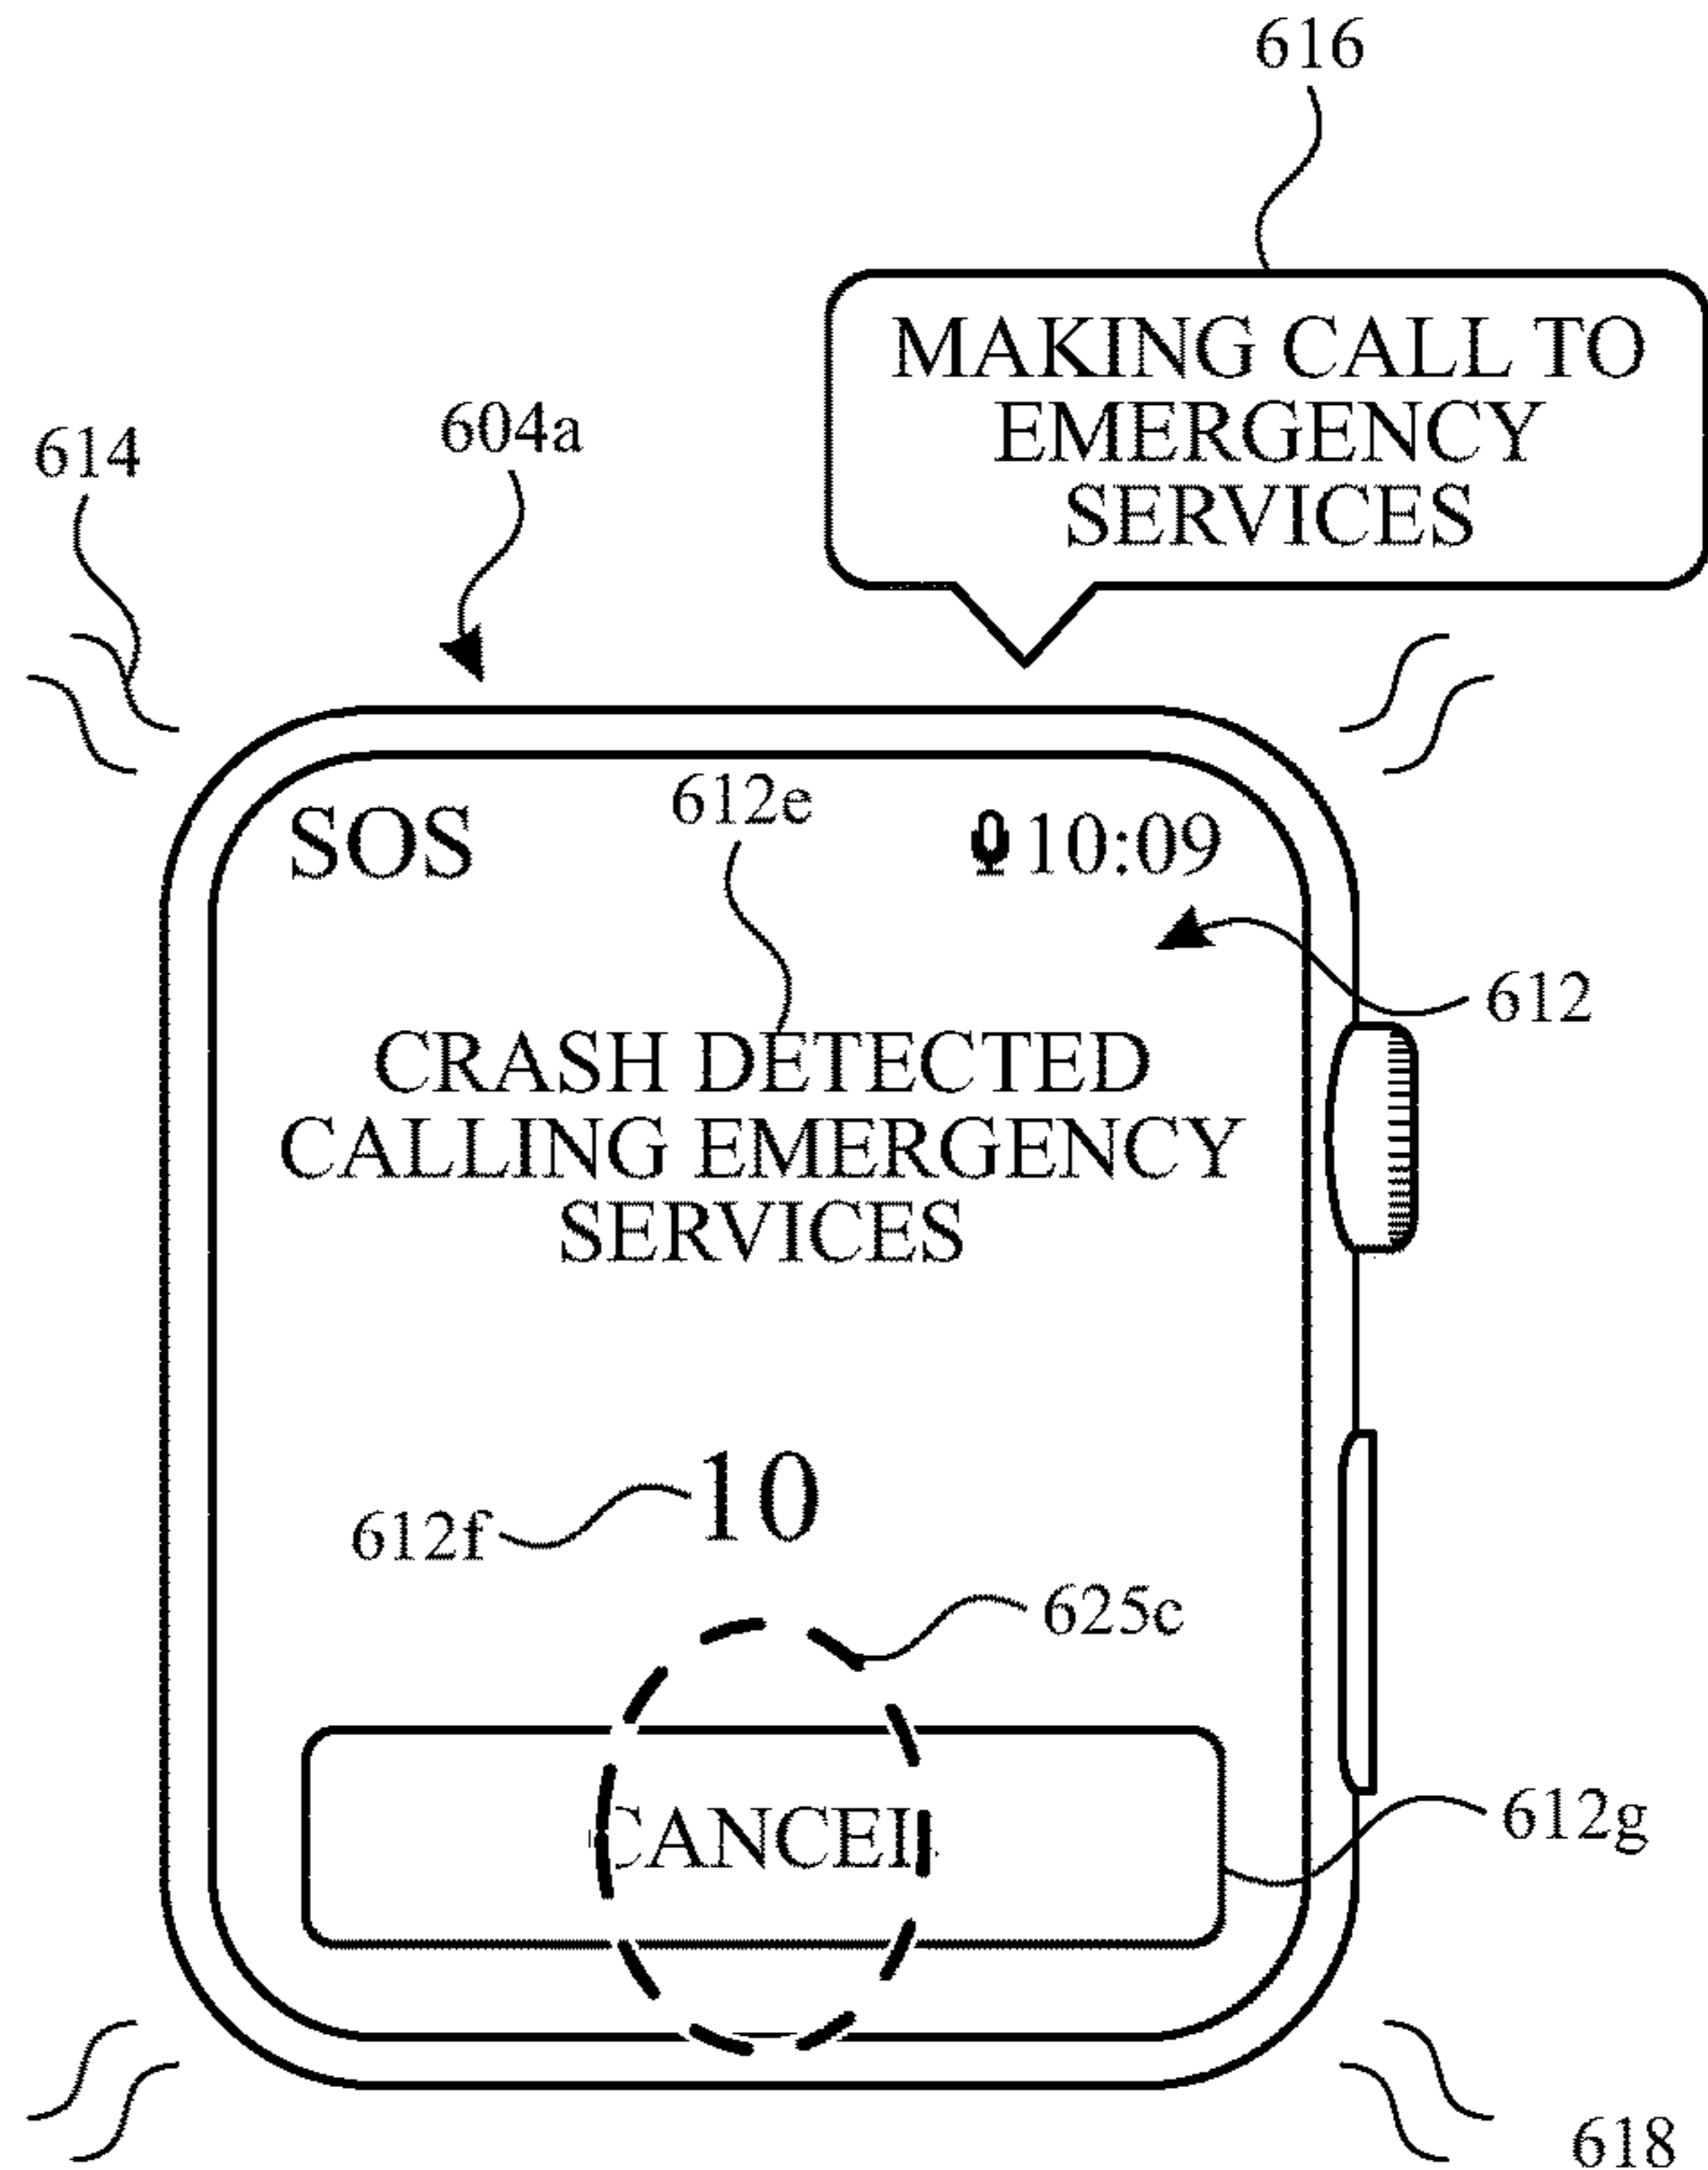 616
MAKING CALL TO
EMERGENCY
SERVICES
604a
614
612e
SOS
10:09
612
CRASH DETECTED
CALLING EMERGENCY
SERVICES
10
612f
625c
CANCEL
612g
618